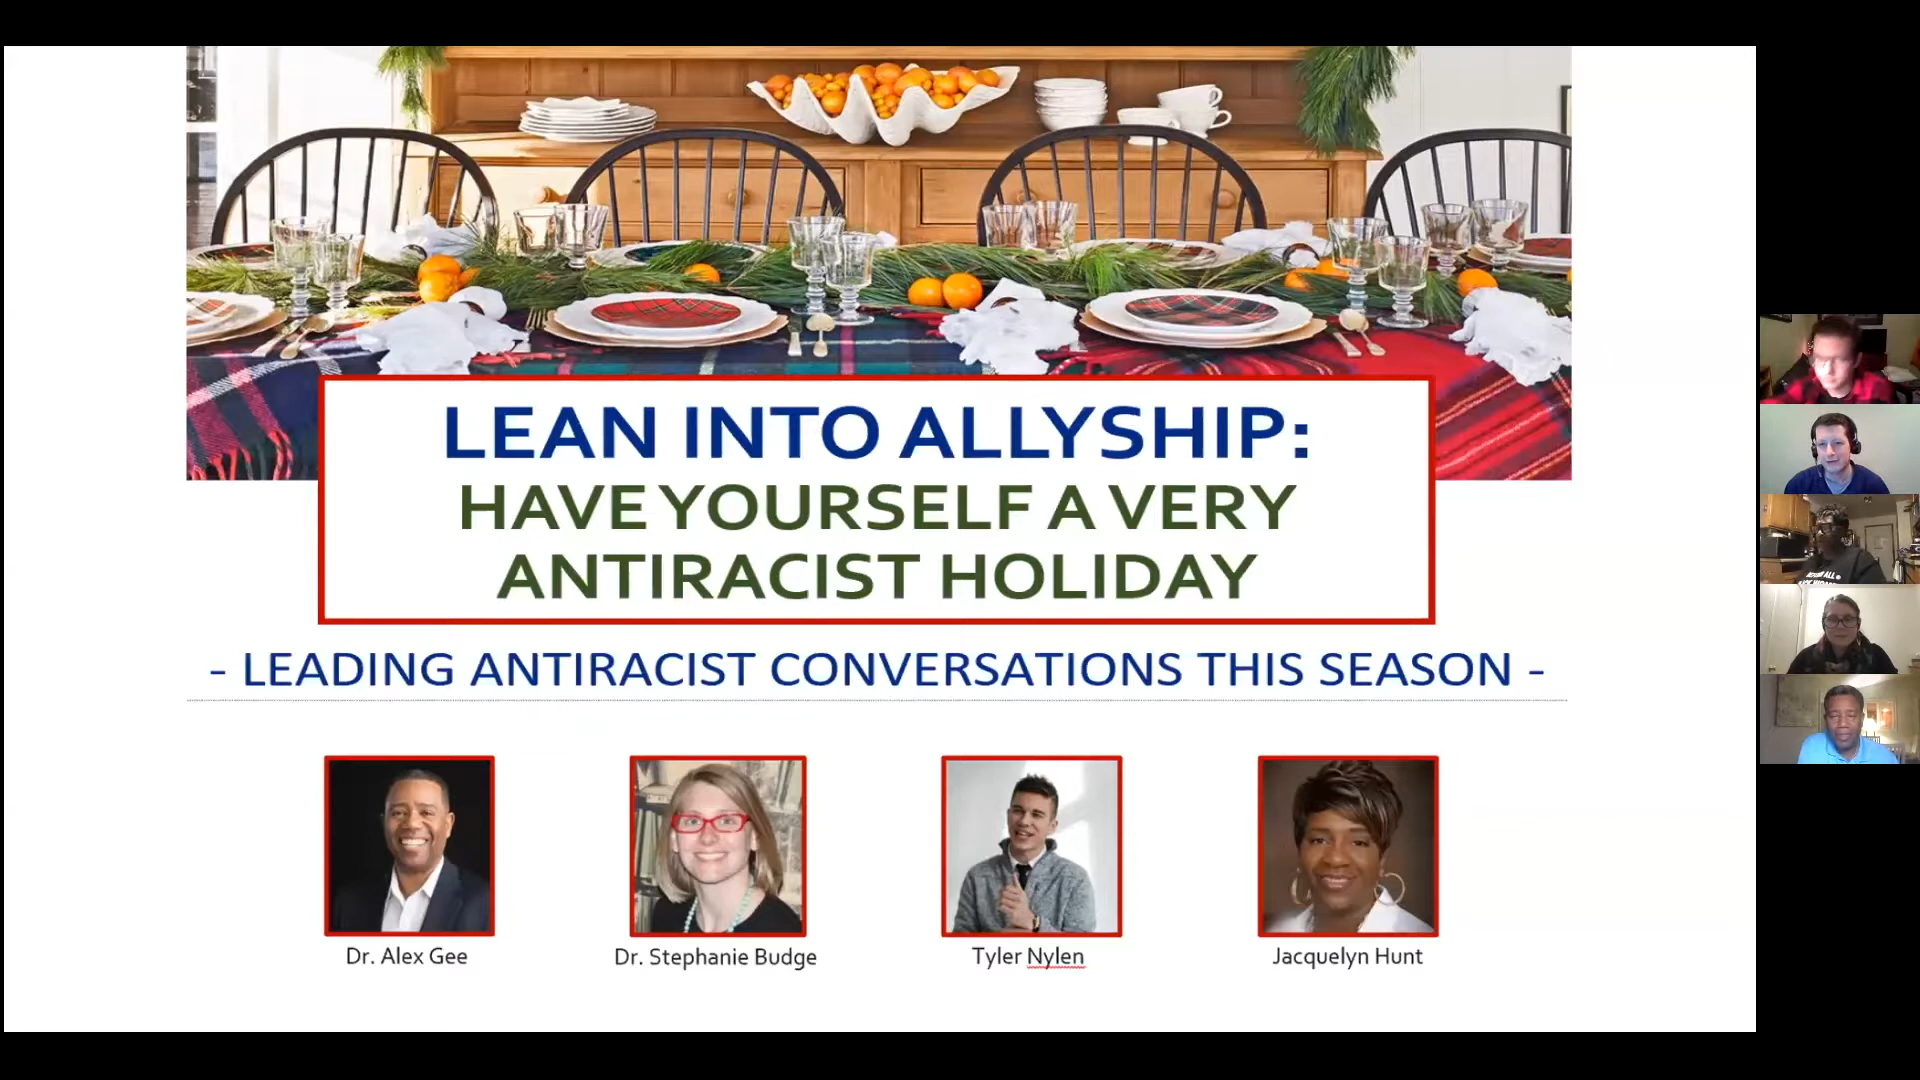 LEAN INTO ALLYSHIP:
HAVE YOURSELF A VERY
ANTIRACIST HOLIDAY
- LEADING ANTIRACIST CONVERSATIONS THIS SEASON -
Dr. Alex Gee
Dr. Stephanie Budge
Tyler Nylen
Jacquelyn Hunt